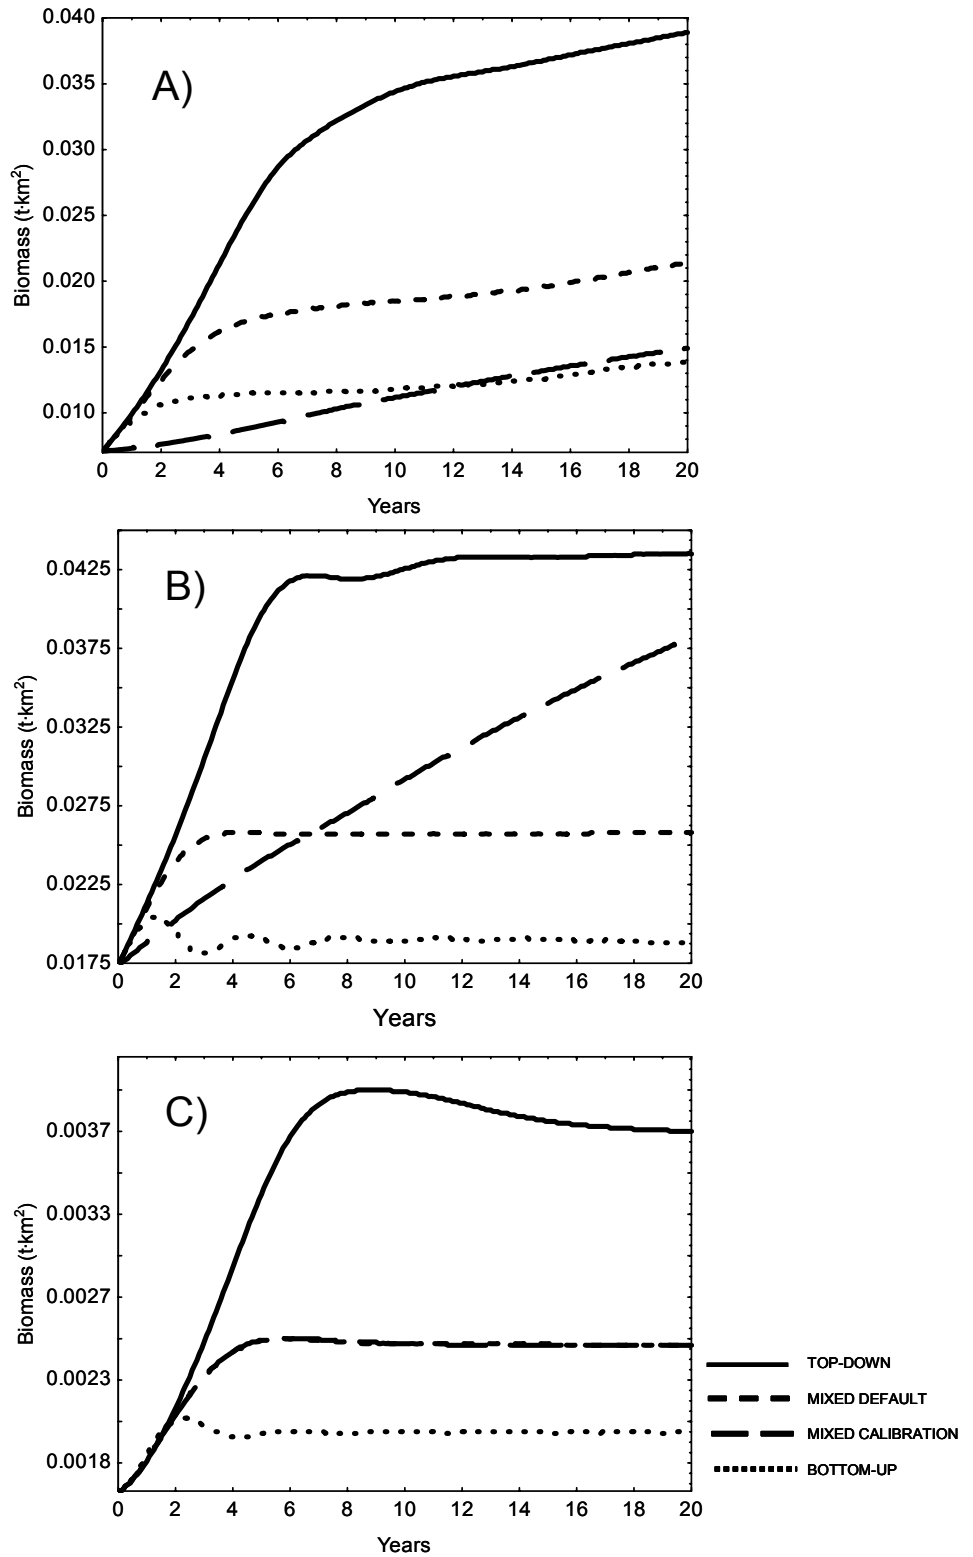 0.040
A)
0.035
0.030
0.025
0.020
0.015
0.010
Biomass (t·km²)
0 2 4 6 8 10 12 14 16 18 20
Years
0.0425
B)
0.0375
0.0325
0.0275
0.0225
0.0175
Biomass (t·km²)
0 2 4 6 8 10 12 14 16 18 20
Years
C)
0.0037
0.0033
0.0027
0.0023
0.0018
Biomass (t·km²)
0 2 4 6 8 10 12 14 16 18 20
Years
TOP-DOWN
MIXED DEFAULT
MIXED CALIBRATION
BOTTOM-UP